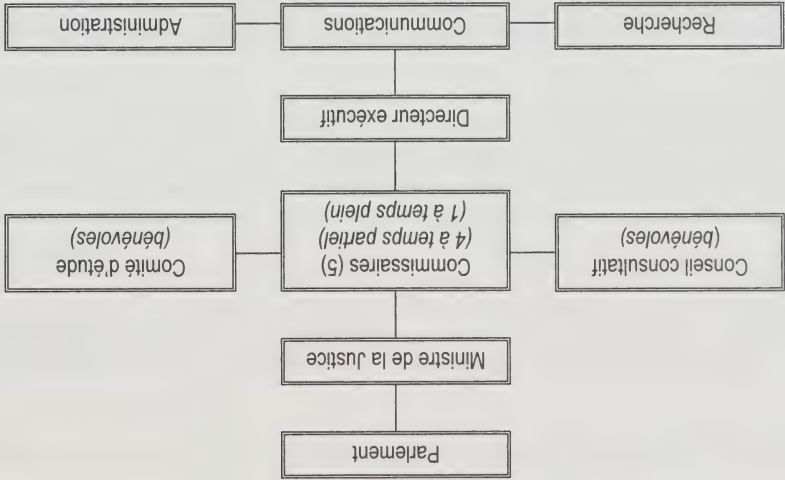 Parlement
Ministre de la Justice
Conseil consultatif
(bénévoles)
Commissaires (5)
(4 à temps partiel)
(1 à temps plein)
Comité d'étude
(bénévoles)
Directeur exécutif
Recherche
Communications
Administration